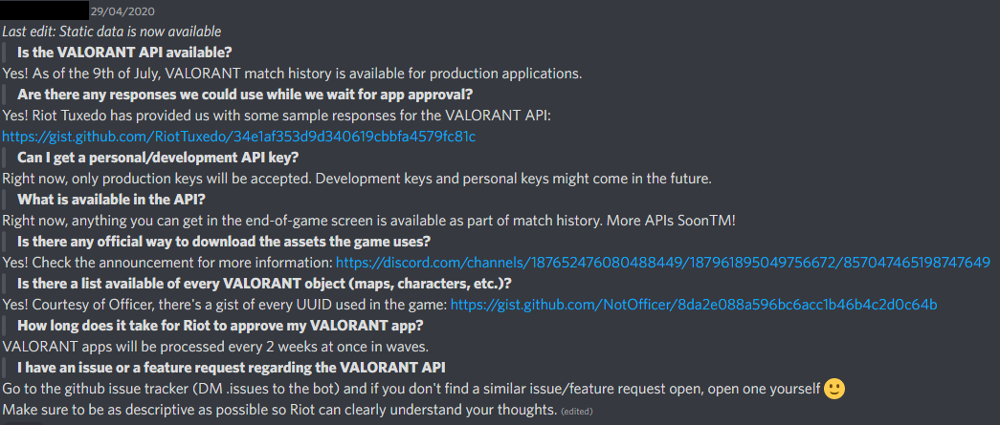 29/04/2020
Last edit: Static data is now available
Is the VALORANT API available?
Yes! As of the 9th of July, VALORANT match history is available for production applications.
Are there any responses we could use while we wait for app approval?
Yes! Riot Tuxedo has provided us with some sample responses for the VALORANT API:
https://gist.github.com/RiotTuxedo/34e1af353d9d340619cbbfa4579fc81c
Can I get a personal/development API key?
Right now, only production keys will be accepted. Development keys and personal keys might come in the future.
What is available in the API?
Right now, anything you can get in the end-of-game screen is available as part of match history. More APIs SoonTM!
Is there any official way to download the assets the game uses?
Yes! Check the announcement for more information: https://discord.com/channels/187652476080488449/187961895049756672/857047465198747649
Is there a list available of every VALORANT object (maps, characters, etc.)?
Yes! Courtesy of Officer, there's a gist of every UUID used in the game: https://gist.github.com/NotOfficer/8da2e088a596bc6acc1b46b4c2d0c64b
How long does it take for Riot to approve my VALORANT app?
VALORANT apps will be processed every 2 weeks at once in waves.
I have an issue or a feature request regarding the VALORANT API
Go to the github issue tracker (DM .issues to the bot) and if you don't find a similar issue/feature request open, open one yourself 🙂
Make sure to be as descriptive as possible so Riot can clearly understand your thoughts. (edited)